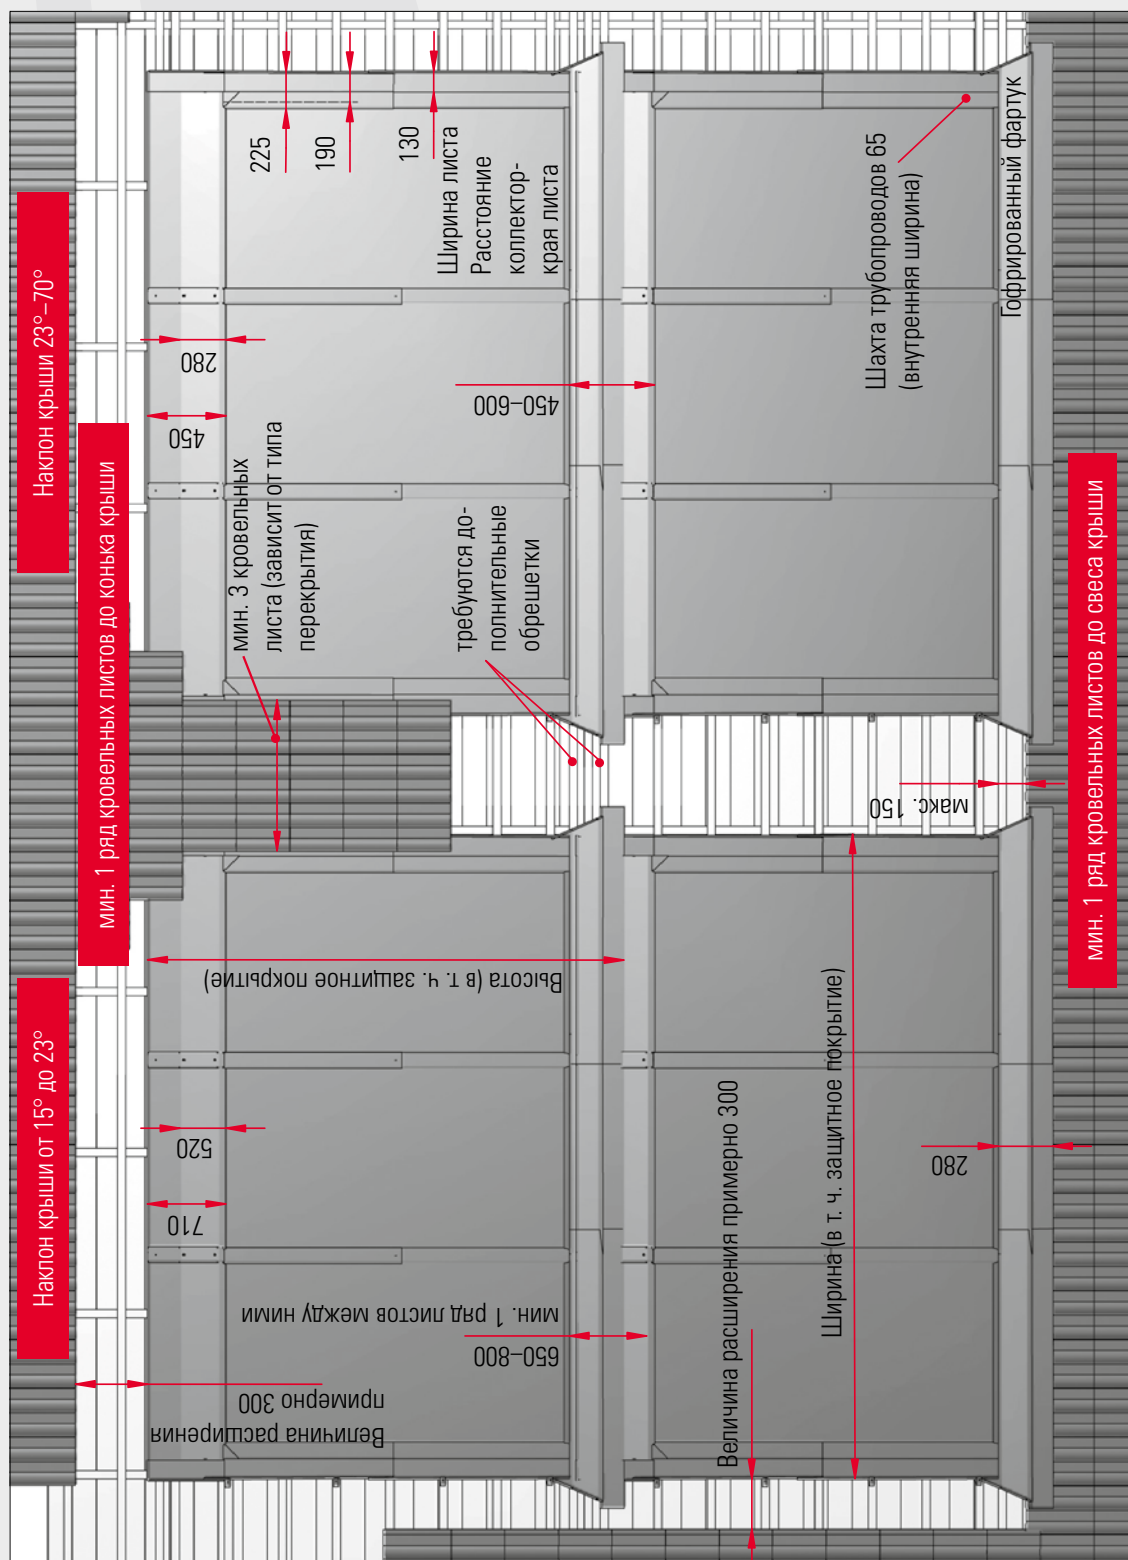 Наклон крыши от 15° до 23°
Наклон крыши 23°–70°
мин. 1 ряд кровельных листов до конька крыши
Величина расширения
примерно 300
710
520
450
280
225
190
130
Ширина листа
Расстояние
коллектор-
края листа
мин. 3 кровельных
листа (зависит от типа
перекрытия)
Высота (в т. ч. защитное покрытие)
мин. 1 ряд листов между ними
650–800
450–600
требуются до-
полнительные
обрешетки
Величина расширения примерно 300
Ширина (в т. ч. защитное покрытие)
280
макс. 150
Шахта трубопроводов 65
(внутренняя ширина)
Гофрированный фартук
мин. 1 ряд кровельных листов до свеса крыши